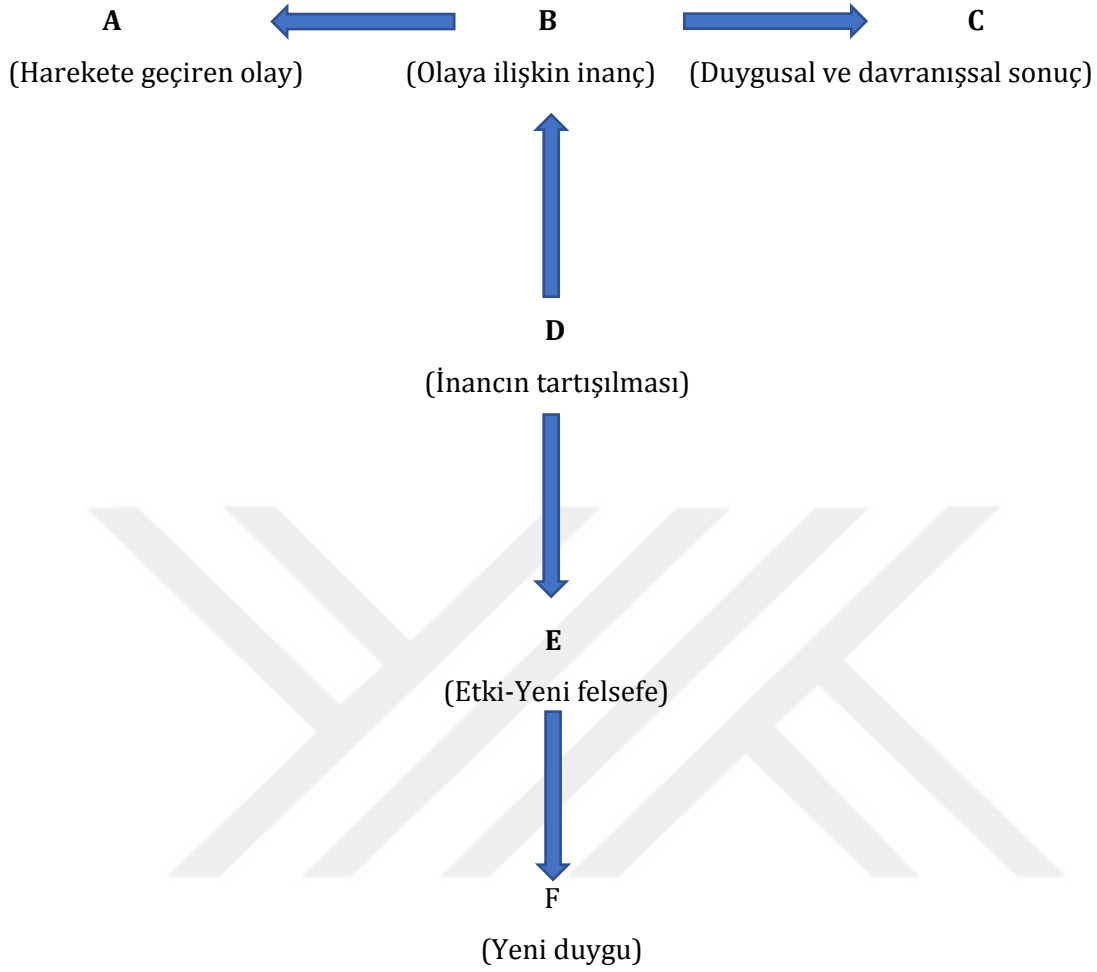 A B C
(Harekete geçiren olay) (Olaya ilişkin inanç) (Duygusal ve davranışsal sonuç)
D
(İnancın tartışılması)
E
(Etki-Yeni felsefe)
F
(Yeni duygu)